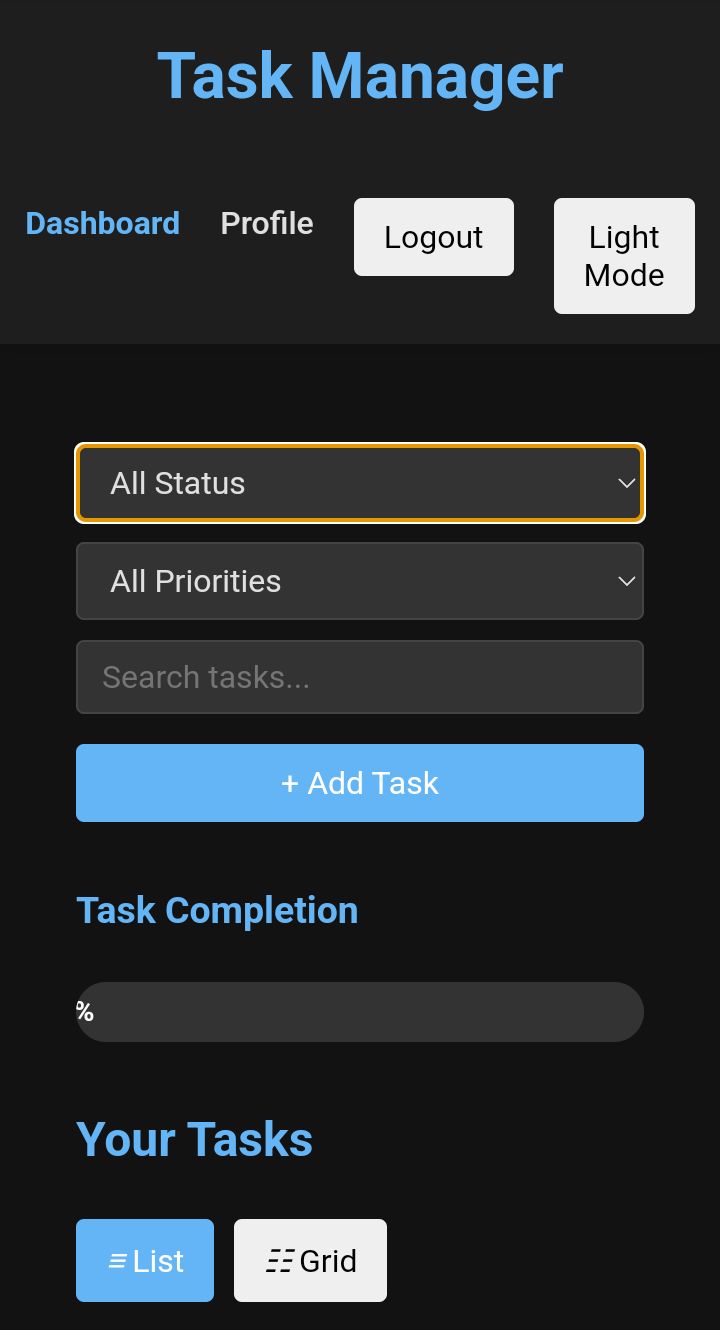 Task Manager
Dashboard Profile Logout Light
Mode
All Status
All Priorities
Search tasks...
+ Add Task
Task Completion
%
Your Tasks
List Grid